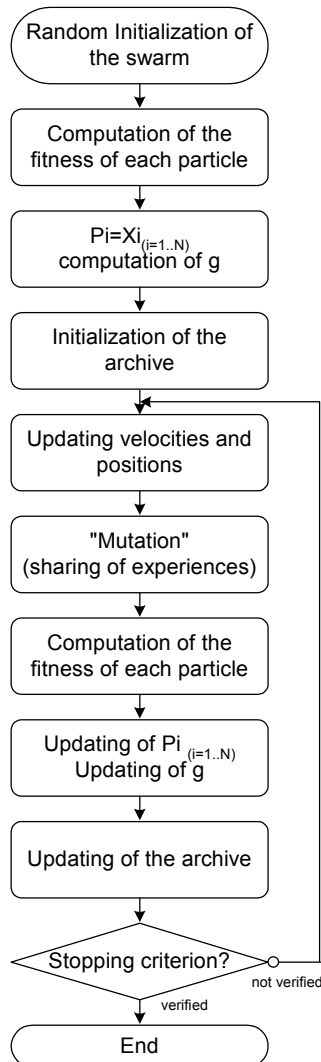 Random Initialization of
the swarm
Computation of the
fitness of each particle
Pi=Xi(i=1..N)
computation of g
Initialization of the
archive
Updating velocities and
positions
"Mutation"
(sharing of experiences)
Computation of the
fitness of each particle
Updating of Pi (i=1..N)
Updating of g
Updating of the archive
Stopping criterion?
not verified
verified
End